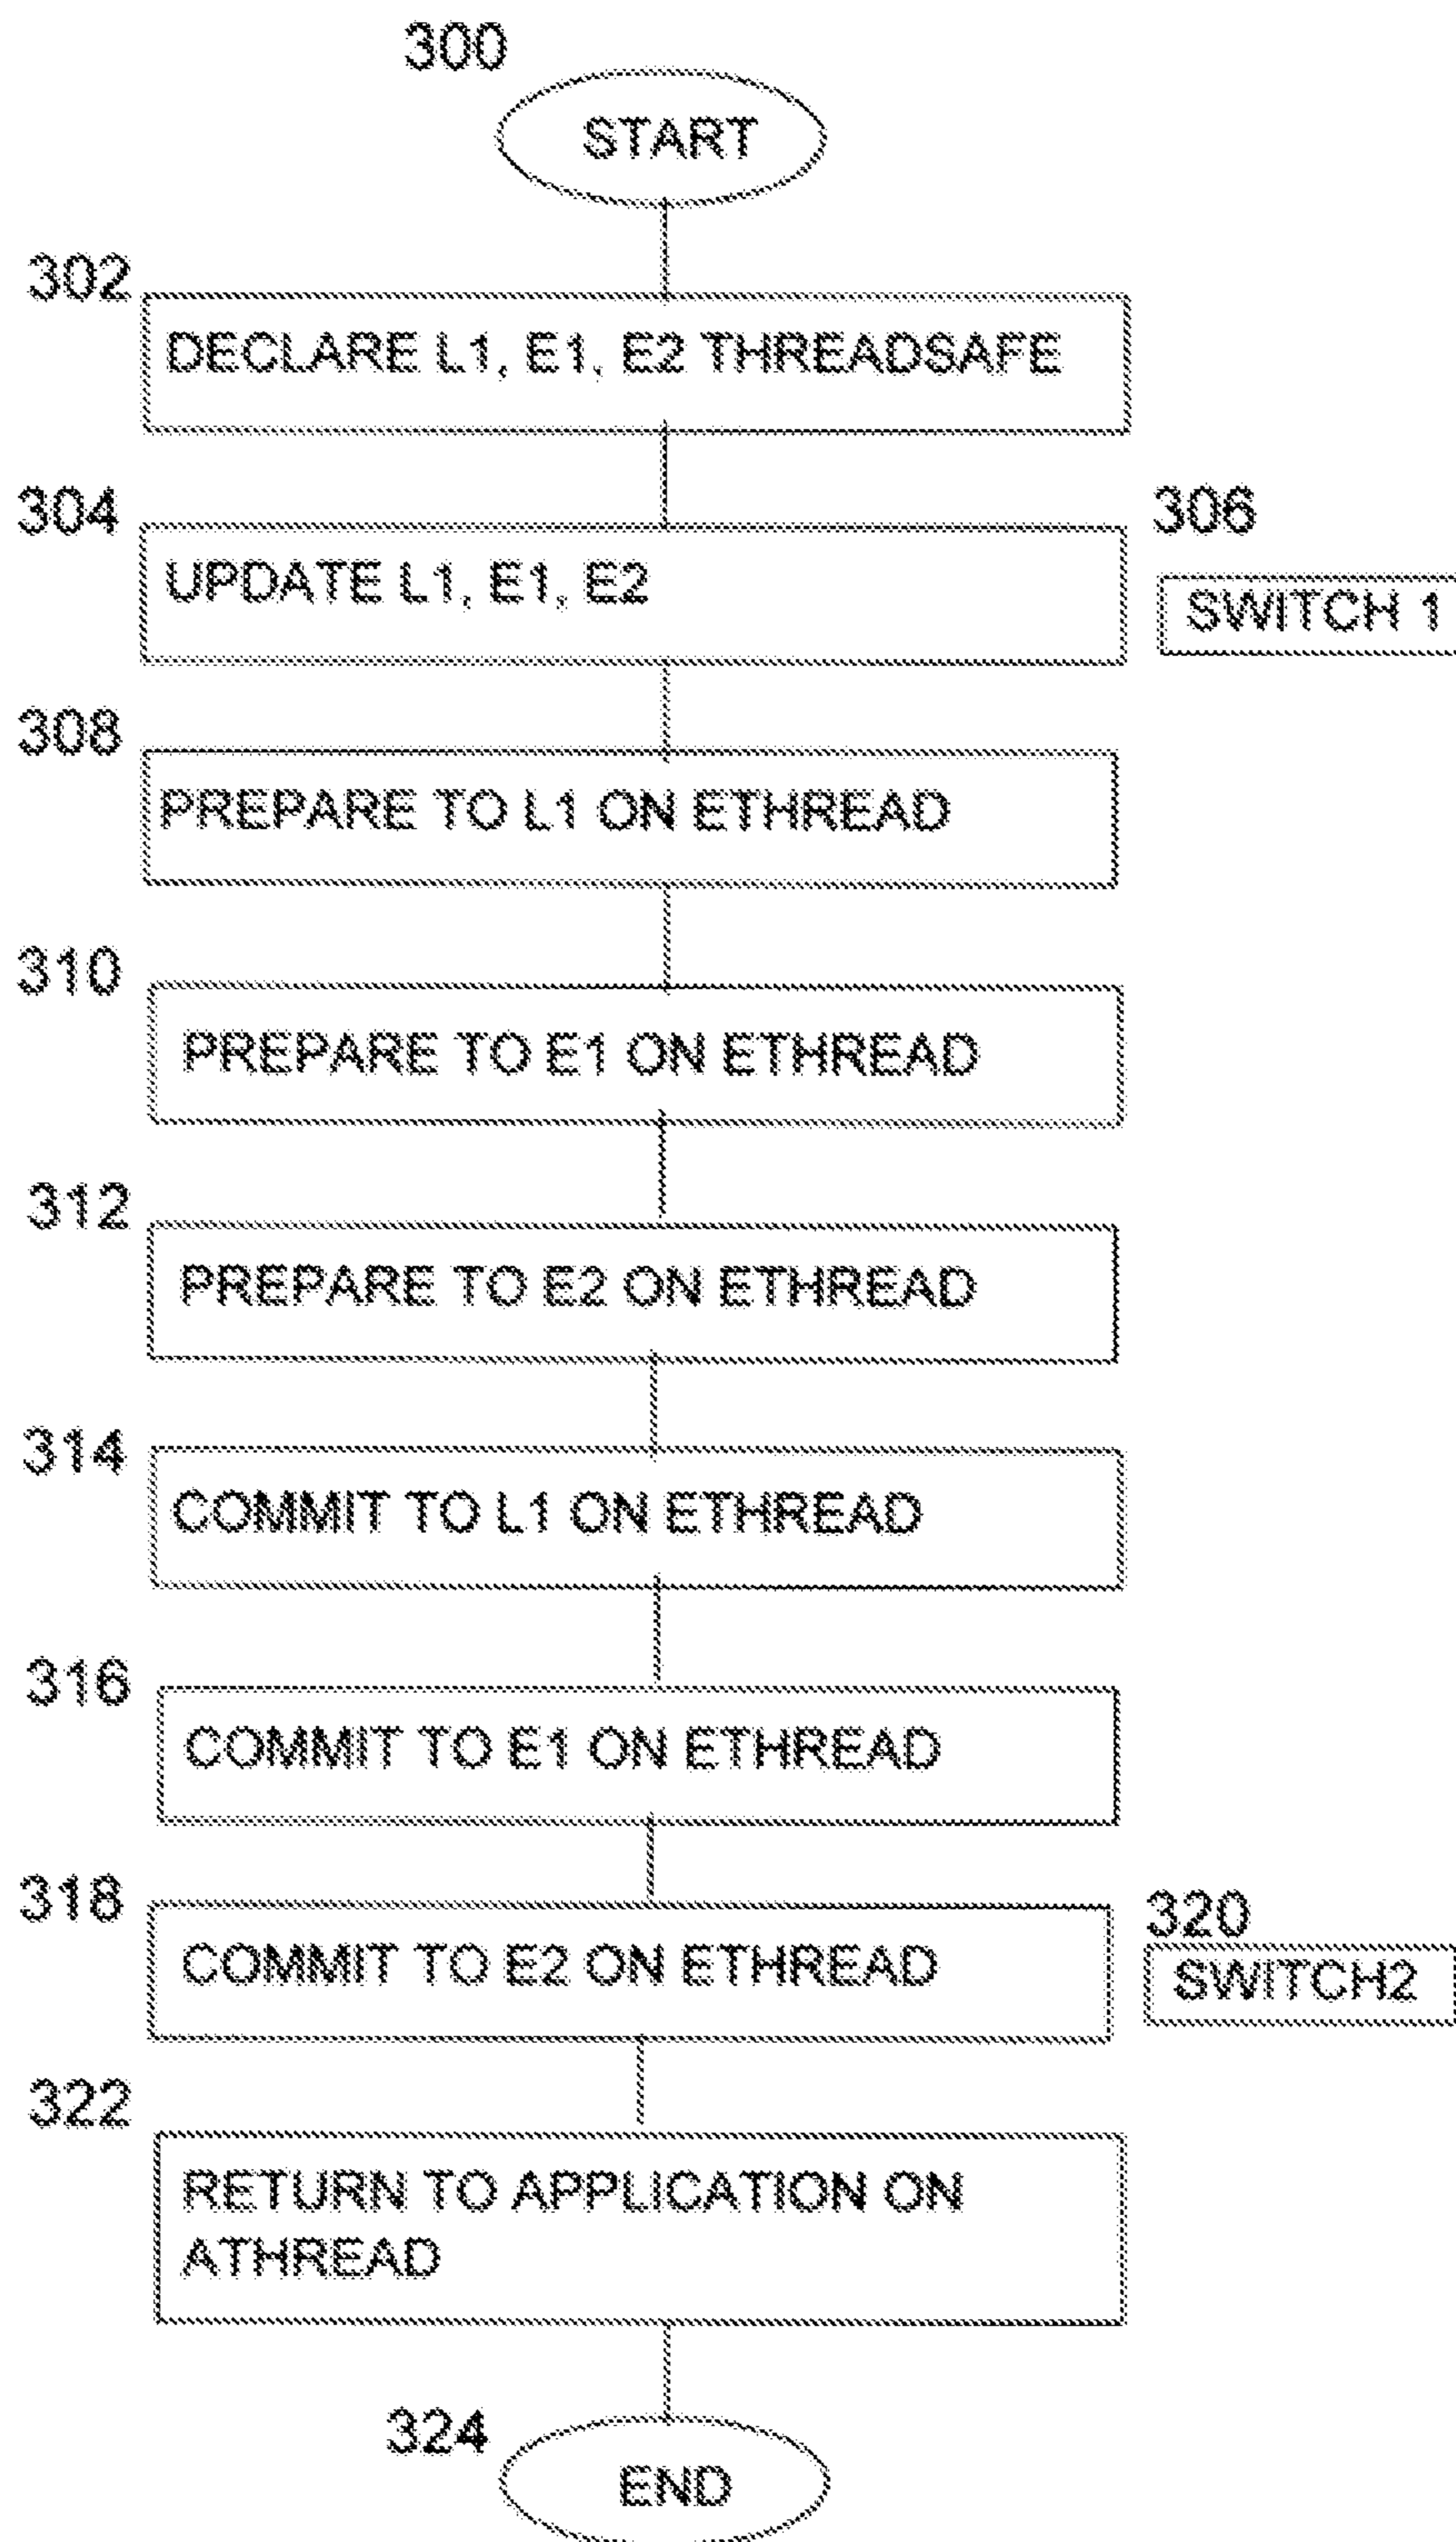 300
START
302
DECLARE L1, E1, E2 THREADSAFE
304
UPDATE L1, E1, E2
306
SWITCH 1
308
PREPARE TO L1 ON ETHREAD
310
PREPARE TO E1 ON ETHREAD
312
PREPARE TO E2 ON ETHREAD
314
COMMIT TO L1 ON ETHREAD
316
COMMIT TO E1 ON ETHREAD
318
COMMIT TO E2 ON ETHREAD
320
SWITCH2
322
RETURN TO APPLICATION ON
ATHREAD
324
END